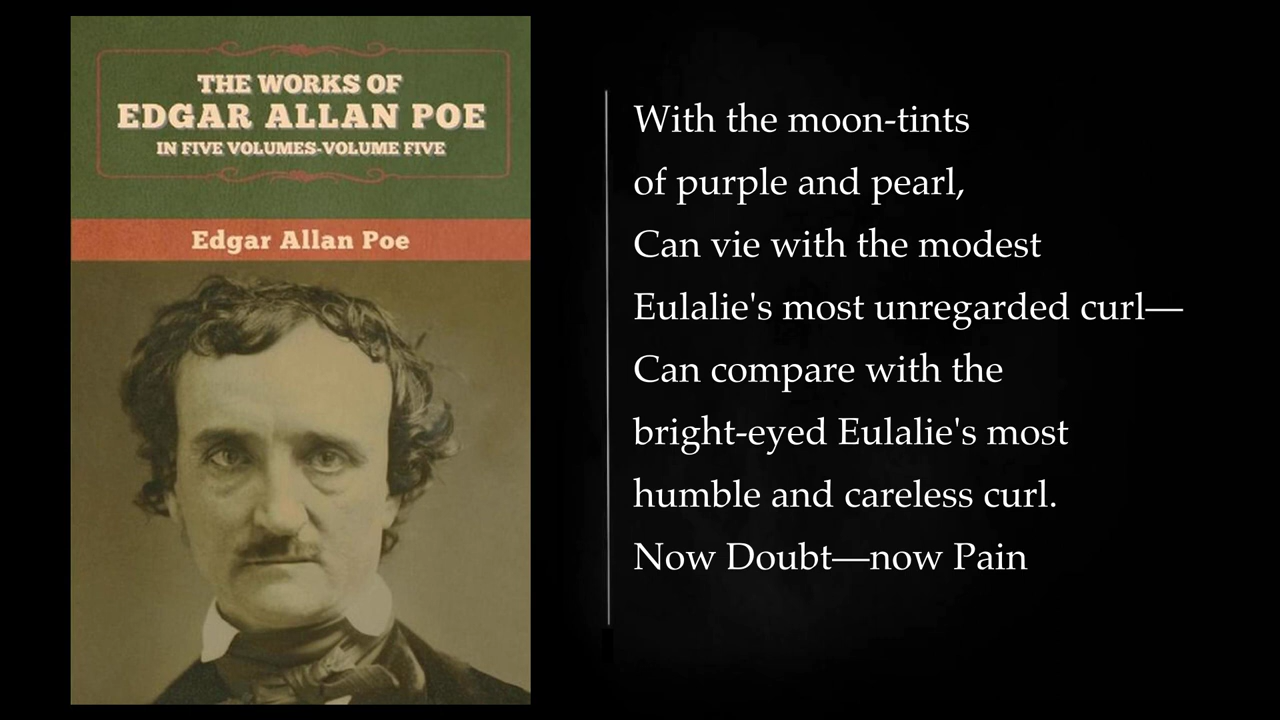 THE WORKS OF
EDGAR ALLAN POE
IN FIVE VOLUMES-VOLUME FIVE
Edgar Allan Poe
With the moon-tints
of purple and pearl,
Can vie with the modest
Eulalie's most unregarded curl—
Can compare with the
bright-eyed Eulalie's most
humble and careless curl.
Now Doubt—now Pain